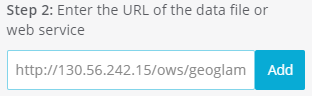 Step 2: Enter the URL of the data file or
web service
http://130.56.242.15/ows/geoglam Add